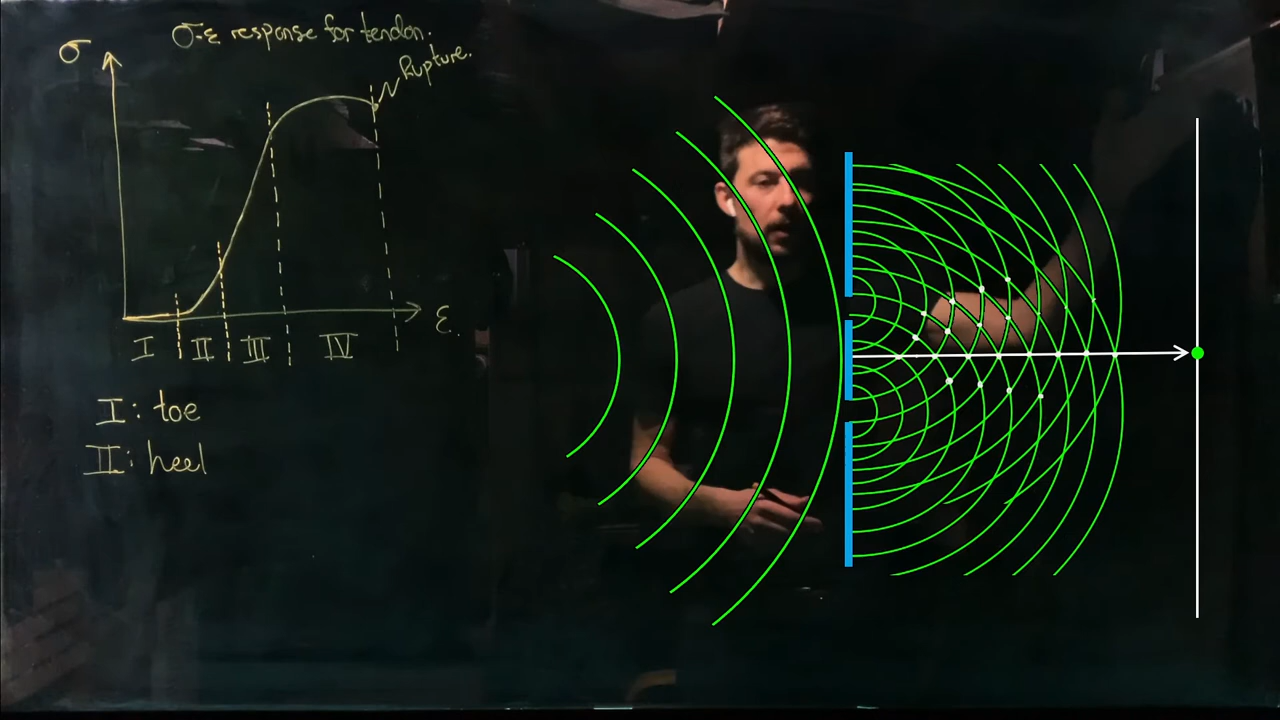 σ-ε response for tendon.
σ
Rupture.
ε.
I II III IV
I: toe
II: heel